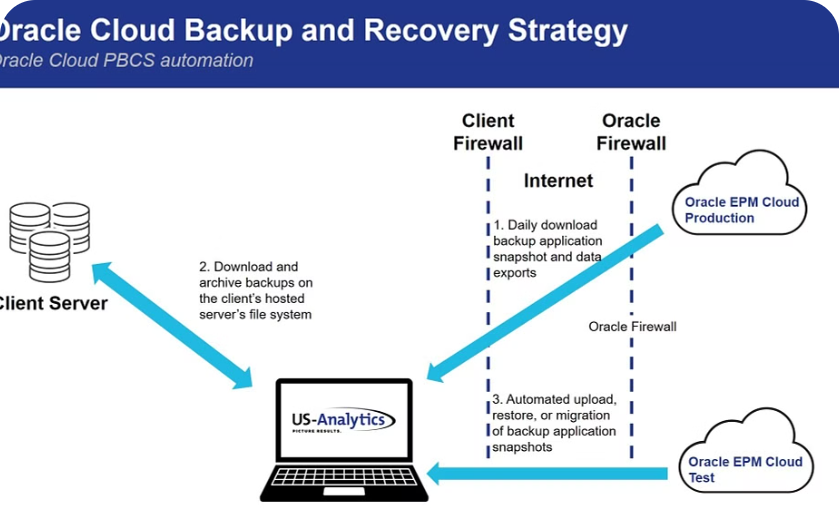 Oracle Cloud Backup and Recovery Strategy
Oracle Cloud PBCS automation
Client
Firewall
Oracle
Firewall
Internet
Oracle EPM Cloud
Production
1. Daily download
backup application
snapshot and data
exports
2. Download and
archive backups on
the client's hosted
server's file system
Client Server
Oracle Firewall
US-Analytics
PICTURE RESULTS.
3. Automated upload,
restore, or migration
of backup application
snapshots
Oracle EPM Cloud
Test